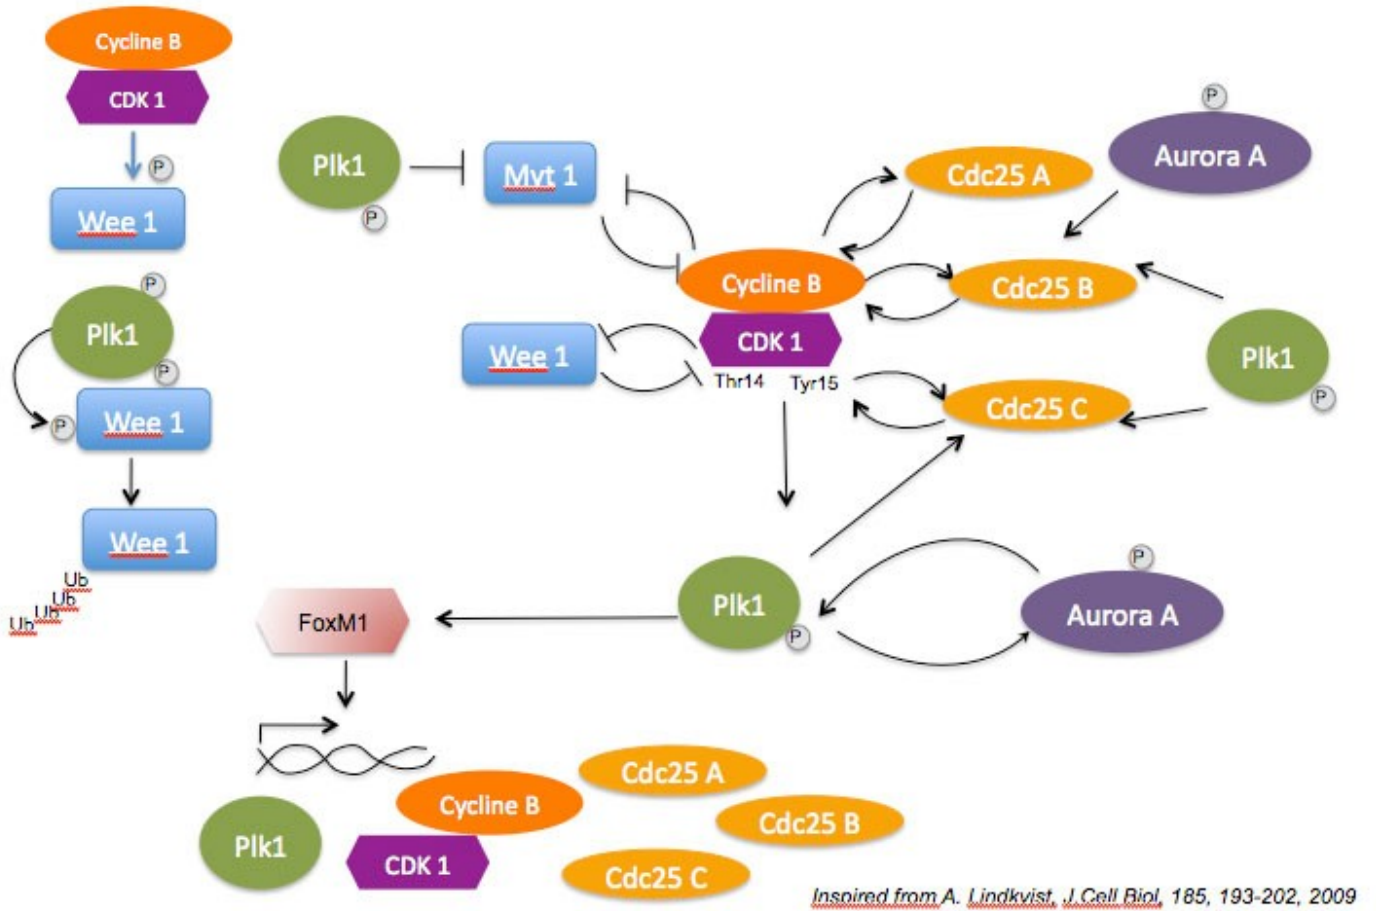 Cycline B
CDK 1
P
Wee 1
P
Plk1
P
P
Wee 1
Wee 1
Ub
Ub
Ub
Ub
Plk1
P
Myt 1
Cycline B
CDK 1
Thr14 Tyr15
Wee 1
Cdc25 A
Cdc25 B
Cdc25 C
P
Aurora A
Plk1
P
Plk1
P
P
Aurora A
FoxM1
Plk1
Cycline B
CDK 1
Cdc25 A
Cdc25 B
Cdc25 C
Inspired from A. Lindkvist, J.Cell Biol, 185, 193-202, 2009